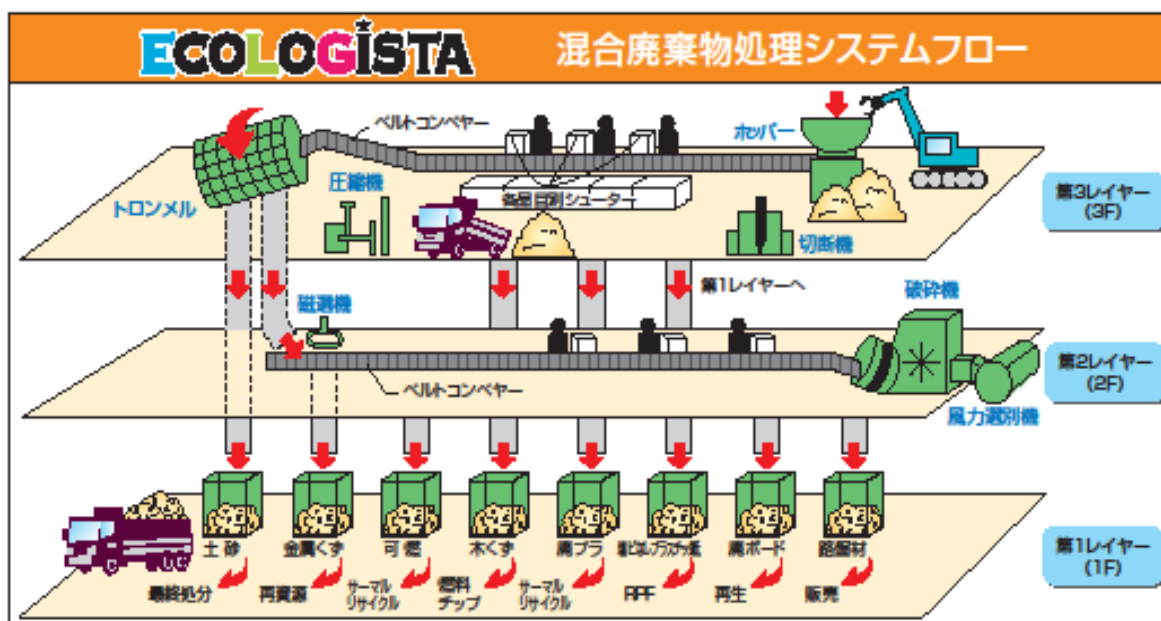 ECOLOGISTA 混合廃棄物処理システムフロー
ベルトコンベヤー
ホッパー
圧縮機
トロンメル
各品目別シューター
切断機
第3レイヤー
(3F)
第1レイヤーへ
磁選機
破砕機
ベルトコンベヤー
風力選別機
第2レイヤー
(2F)
土砂
金属くず
可燃
木くず
廃プラ
廃ボード
路盤材
最終処分
再資源
サーマル
リサイクル
燃料
チップ
サーマル
リサイクル
RPF
再生
販売
第1レイヤー
(1F)